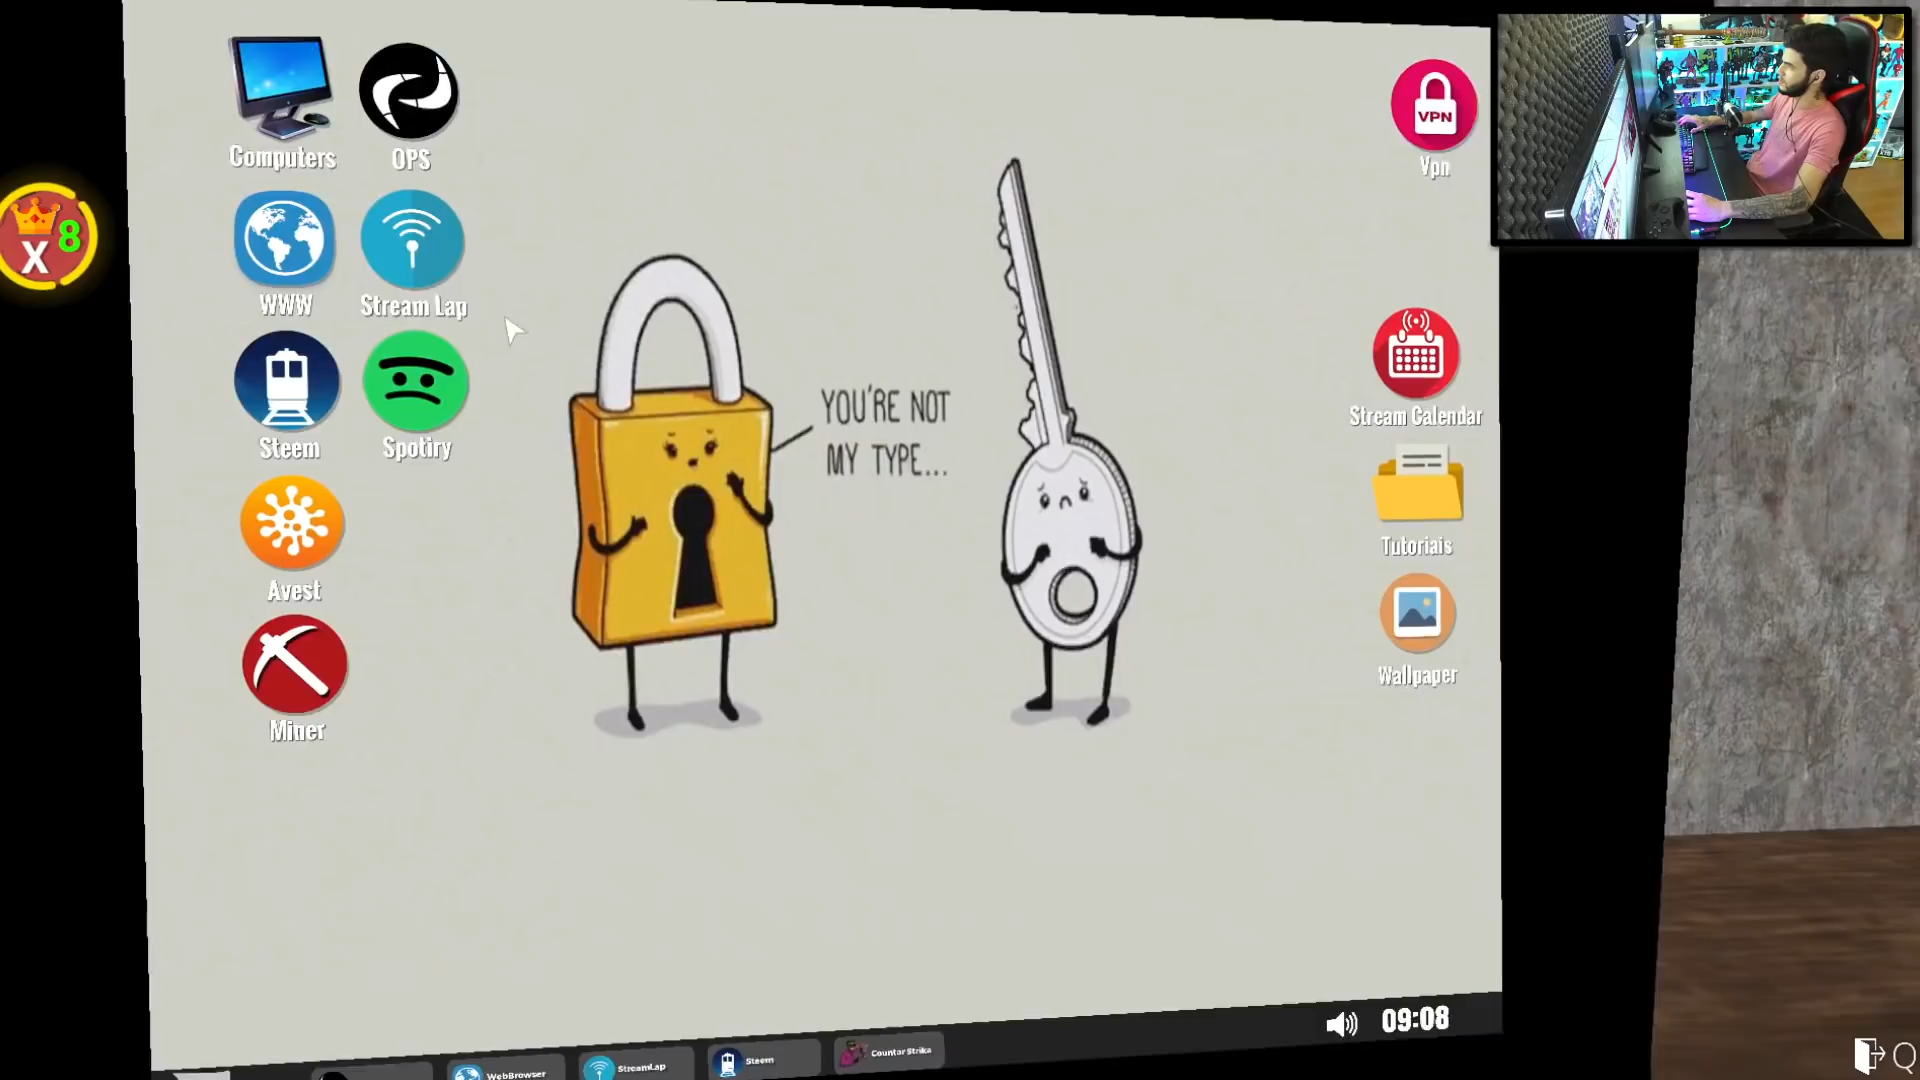 Computers
OPS
VPN
Vpn
X 8
WWW
Stream Lap
Steem
Spotiry
YOU'RE NOT
MY TYPE...
Stream Calendar
Avest
Tutoriais
Miner
Wallpaper
09:08
WebBrowser
StreamLap
Steem
Countar Strika
Q